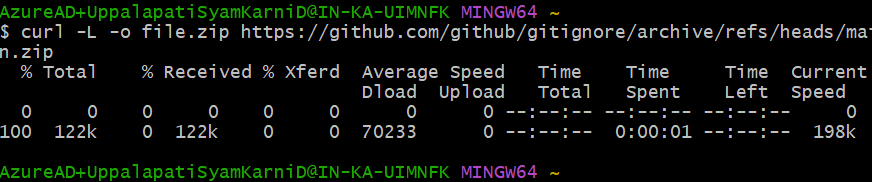 AzureAD+UppalapatiSyamKarniD@IN-KA-UIMNFK MINGW64 ~
$ curl -L -o file.zip https://github.com/github/gitignore/archive/refs/heads/mai
n.zip
  % Total    % Received % Xferd  Average Speed   Time    Time     Time  Current
                                 Dload  Upload   Total   Spent    Left  Speed
  0     0    0     0    0     0      0      0 --:--:-- --:--:-- --:--:--     0
100  122k    0  122k    0     0  70233      0 --:--:--  0:00:01 --:--:--  198k
AzureAD+UppalapatiSyamKarniD@IN-KA-UIMNFK MINGW64 ~